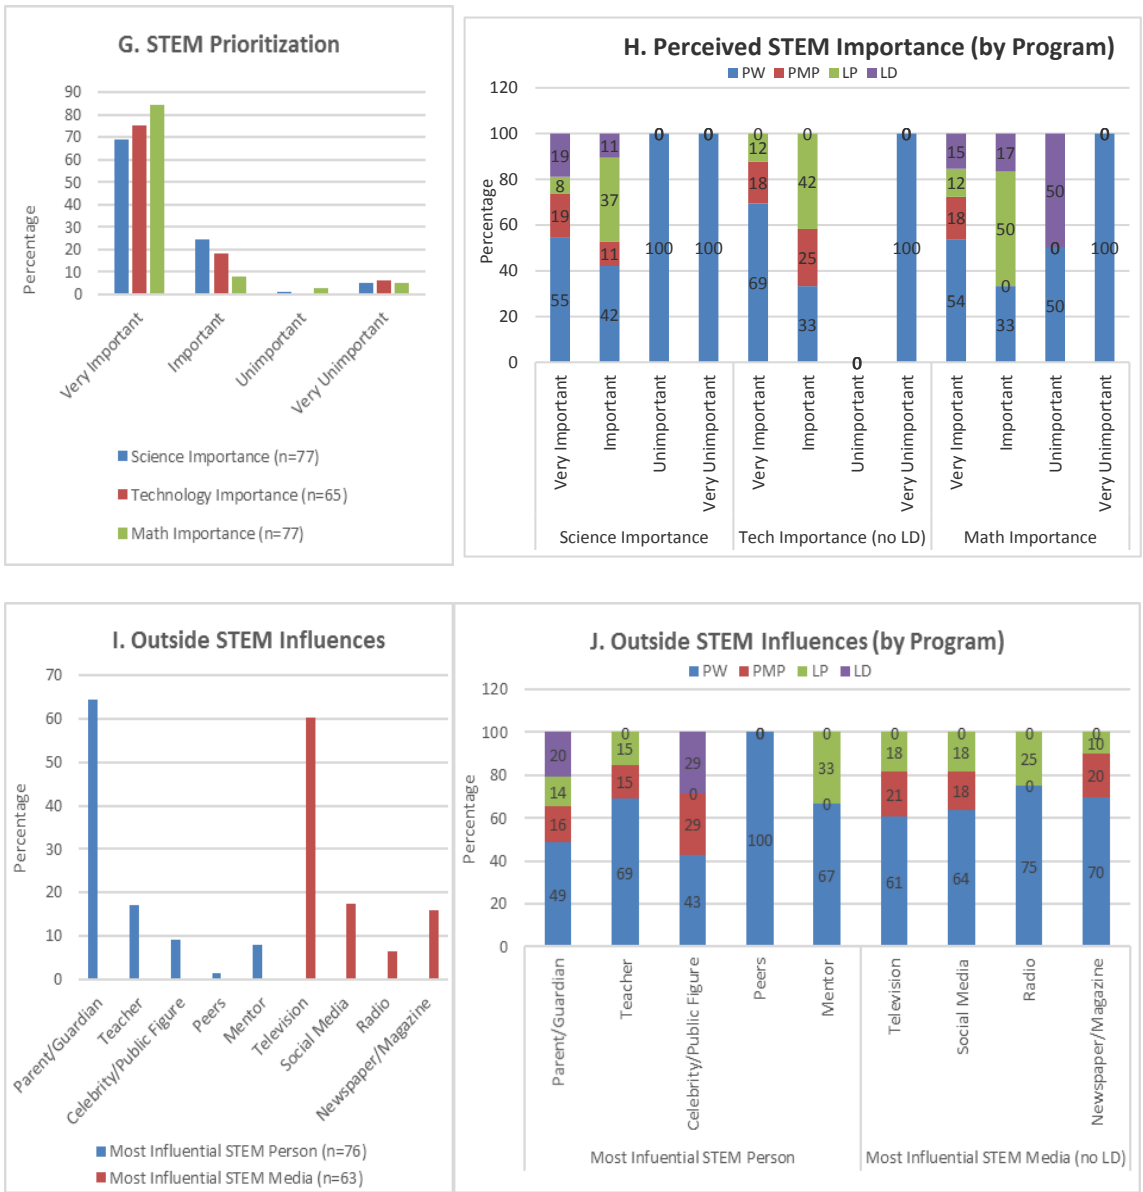 G. STEM Prioritization
Percentage
90
80
70
60
50
40
30
20
10
0
Very Important
Important
Unimportant
Very Unimportant
Science Importance (n=77)
Technology Importance (n=65)
Math Importance (n=77)
H. Perceived STEM Importance (by Program)
PW PMP LP LD
Percentage
120
100
80
60
40
20
0
19 11 0 0 0 0 0 15 17 0
8 37 12 42 12 50 50
19 11 100 100 18 25 100 18 0 0 100
55 42 69 33 0 54 33 50
Very Important
Important
Unimportant
Very Unimportant
Very Important
Important
Unimportant
Very Unimportant
Very Important
Important
Unimportant
Very Unimportant
Science Importance
Tech Importance (no LD)
Math Importance
I. Outside STEM Influences
Percentage
70
60
50
40
30
20
10
0
Parent/Guardian
Teacher
Celebrity/Public Figure
Peers
Mentor
Television
Social Media
Radio
Newspaper/Magazine
Most Influential STEM Person (n=76)
Most Influential STEM Media (n=63)
J. Outside STEM Influences (by Program)
PW PMP LP LD
Percentage
120
100
80
60
40
20
0
20 0 29 0 0 0 0 0 0
14 15 0 33 18 18 25 10
16 15 29 0 21 18 0 20
49 69 43 100 67 61 64 75 70
Parent/Guardian
Teacher
Celebrity/Public Figure
Peers
Mentor
Television
Social Media
Radio
Newspaper/Magazine
Most Infuential STEM Person
Most Influential STEM Media (no LD)